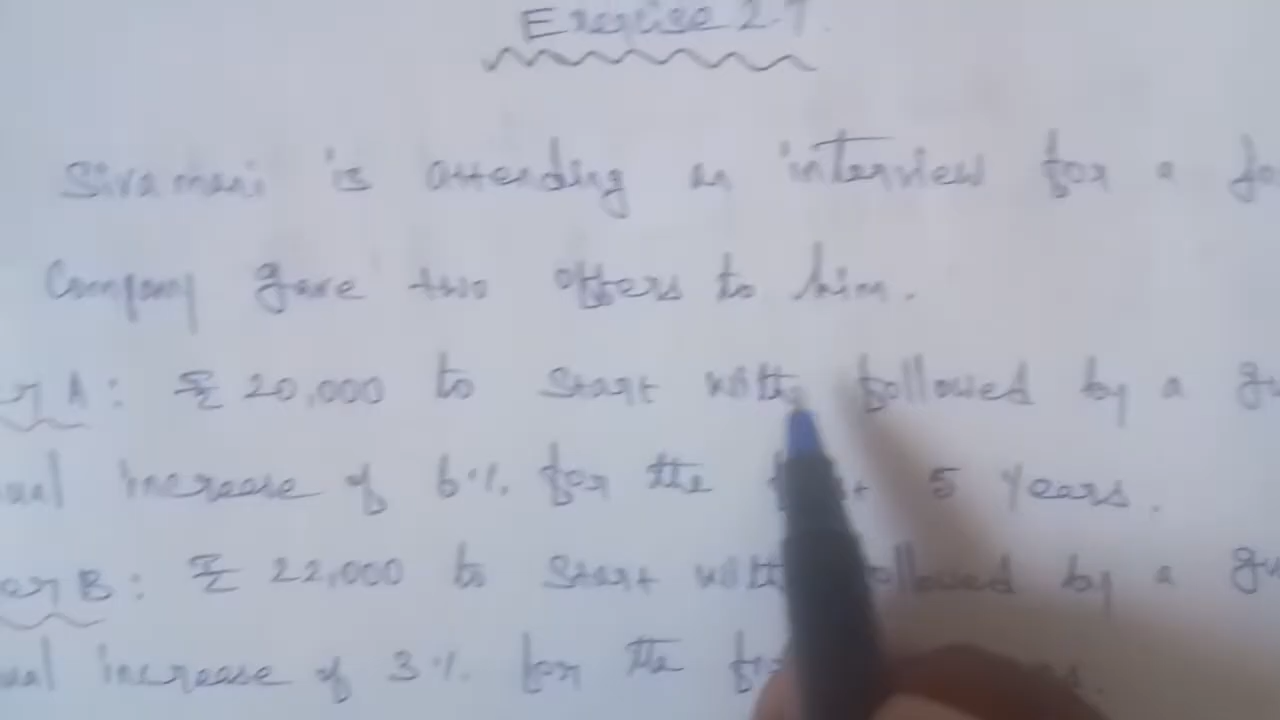 Exercise 2.7.
Sivamani is attending an interview for a
Company gave two offers to him.
A: ₹ 20,000 to start with followed by a
increase of 6% for the 5 years.
B: ₹ 22,000 to start with followed by a
increase of 3% for the